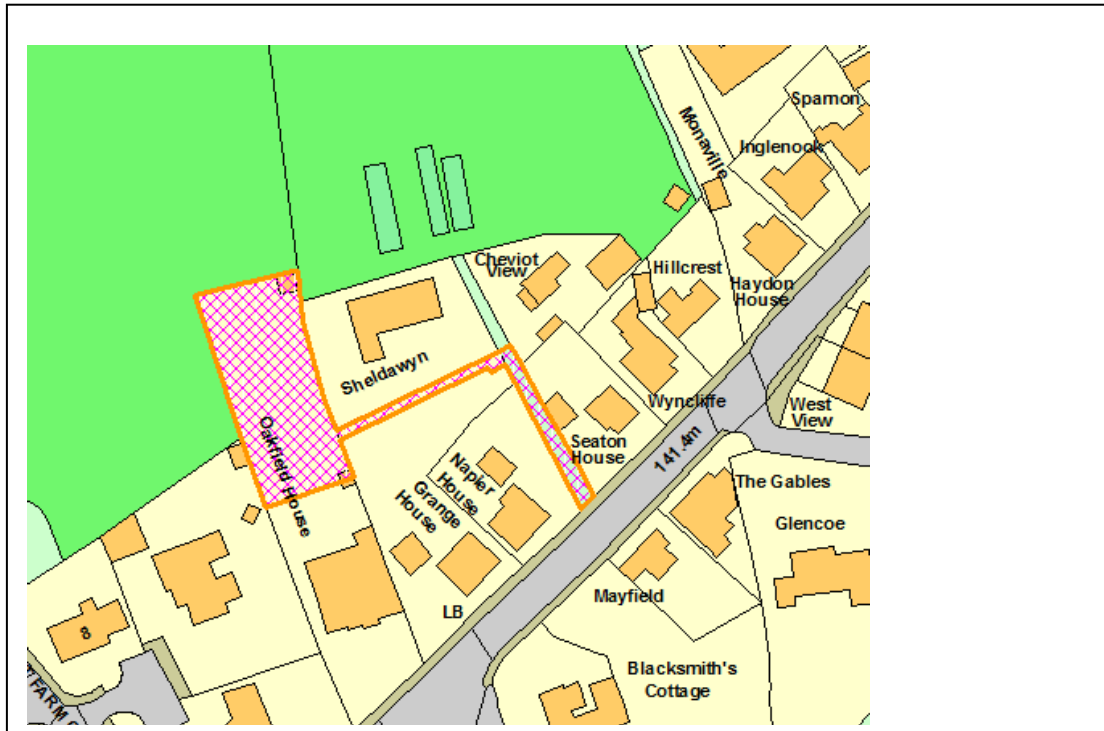 Sparnon
Inglenook
Monaville
Cheviot
View
Hillcrest
Haydon
House
Sheldawyn
Wyncliffe
West
View
Seaton
House
141.4m
Oakfield House
Napier
House
Grange
House
The Gables
Glencoe
Mayfield
LB
8
Blacksmith's
Cottage
FARM